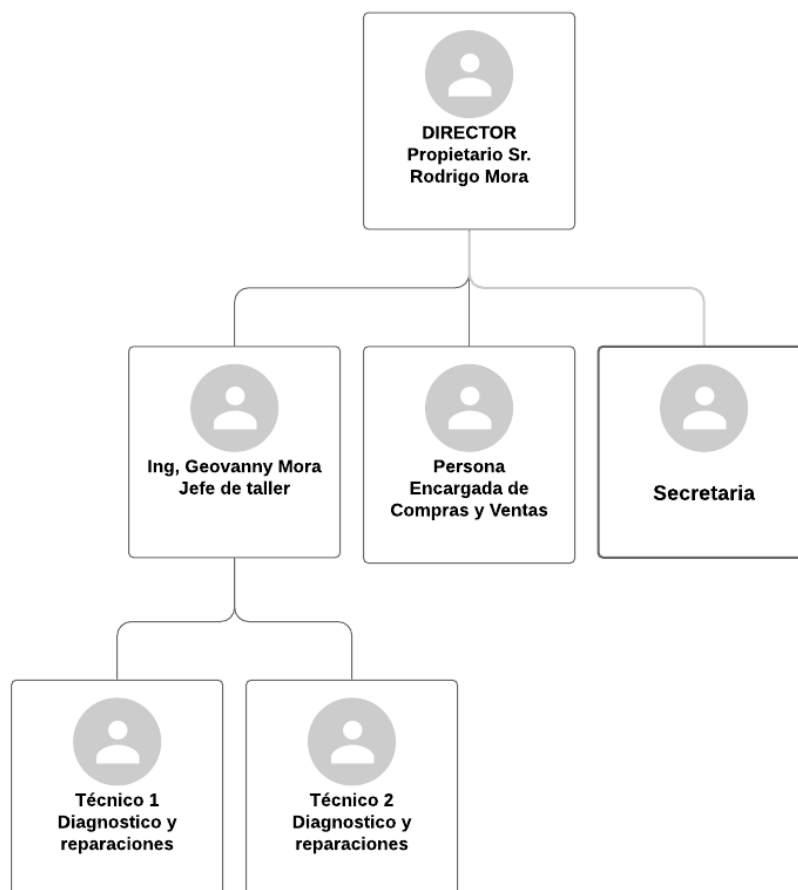 DIRECTOR
Propietario Sr.
Rodrigo Mora
Ing, Geovanny Mora
Jefe de taller
Persona
Encargada de
Compras y Ventas
Secretaria
Técnico 1
Diagnostico y
reparaciones
Técnico 2
Diagnostico y
reparaciones